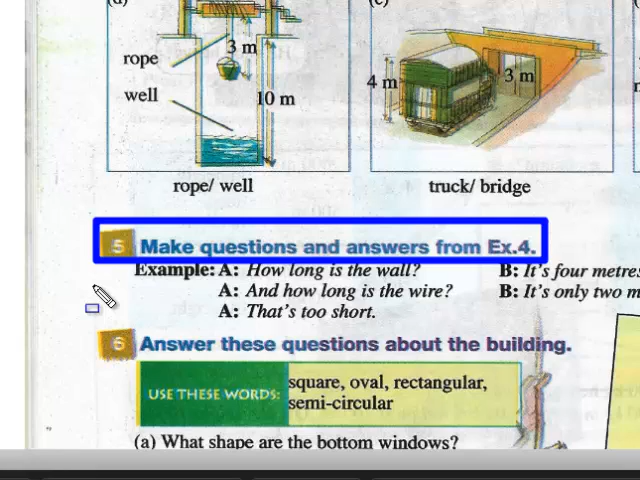 3 m
rope
well
10 m
4 m
3 m
rope/ well
truck/ bridge
5 Make questions and answers from Ex.4.
Example: A: How long is the wall? B: It's four metres
A: And how long is the wire? B: It's only two m
A: That's too short.
6 Answer these questions about the building.
USE THESE WORDS: square, oval, rectangular,
semi-circular
(a) What shape are the bottom windows?